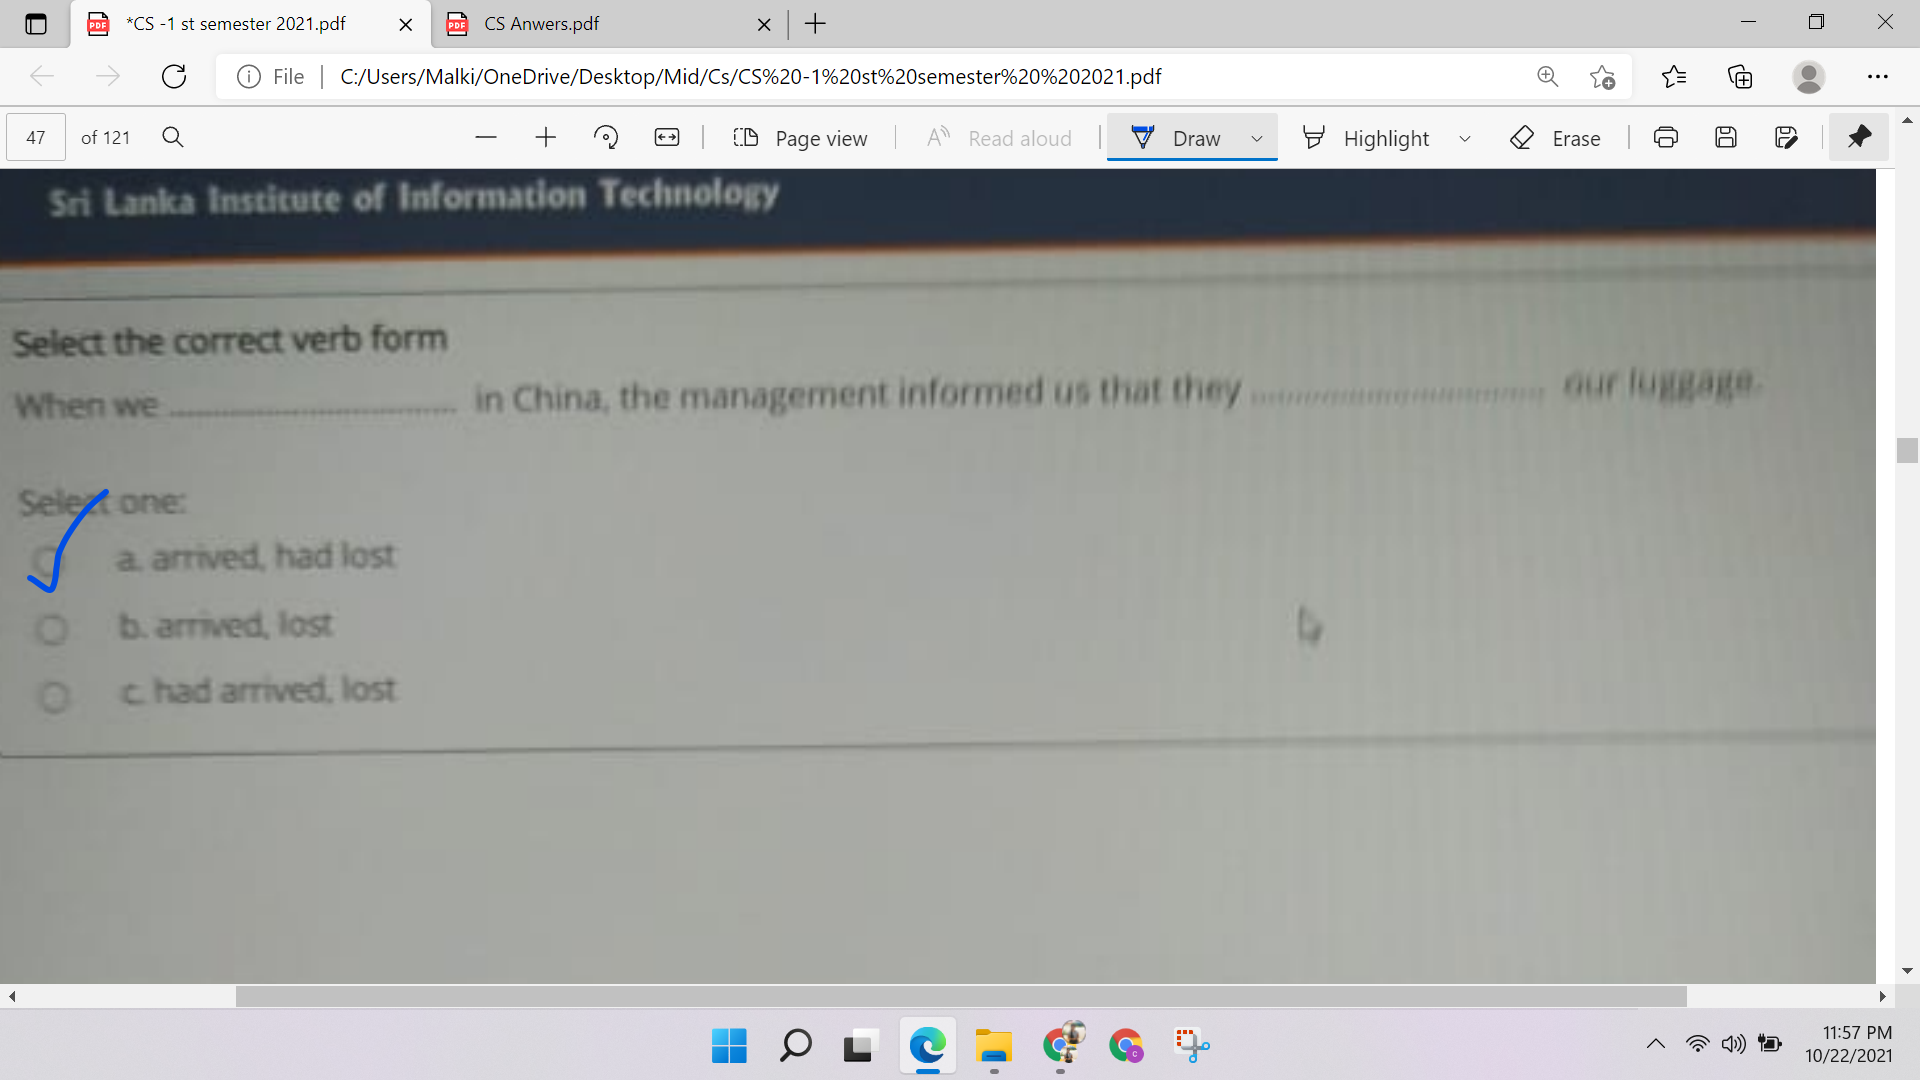 *CS -1 st semester 2021.pdf
CS Anwers.pdf
File
C:/Users/Malki/OneDrive/Desktop/Mid/Cs/CS%20-1%20st%20semester%20%202021.pdf
47 of 121
Page view
Read aloud
Draw
Highlight
Erase
Sri Lanka Institute of Information Technology
Select the correct verb form
When we .............................. in China, the management informed us that they .............................. our luggage.
Select one:
a. arrived, had lost
b. arrived, lost
c. had arrived, lost
11:57 PM
10/22/2021